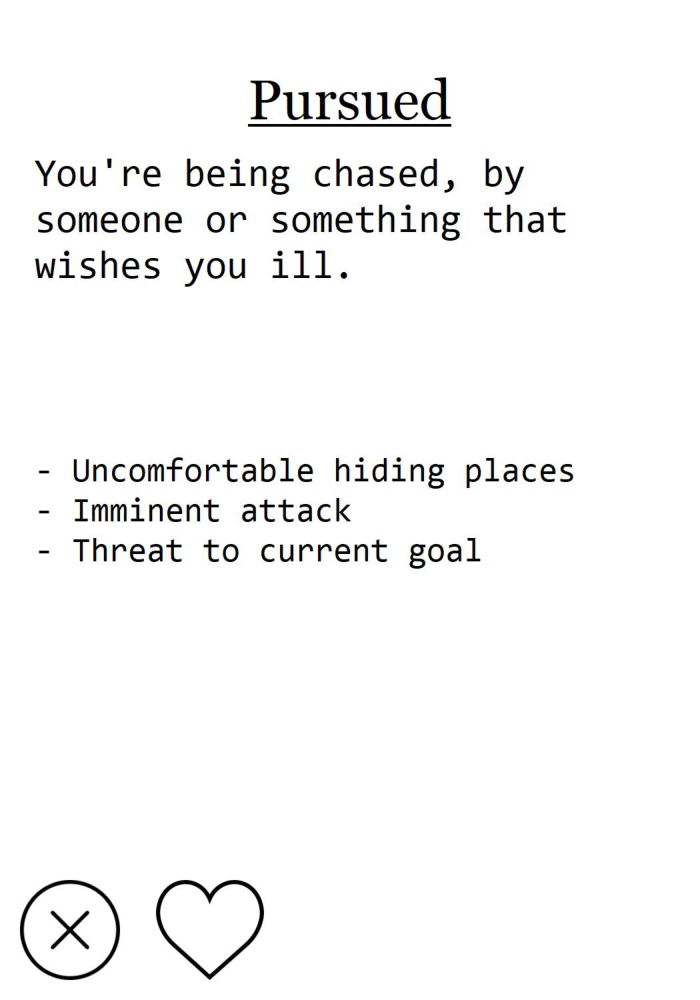 Pursued
You're being chased, by
someone or something that
wishes you ill.
- Uncomfortable hiding places
- Imminent attack
- Threat to current goal